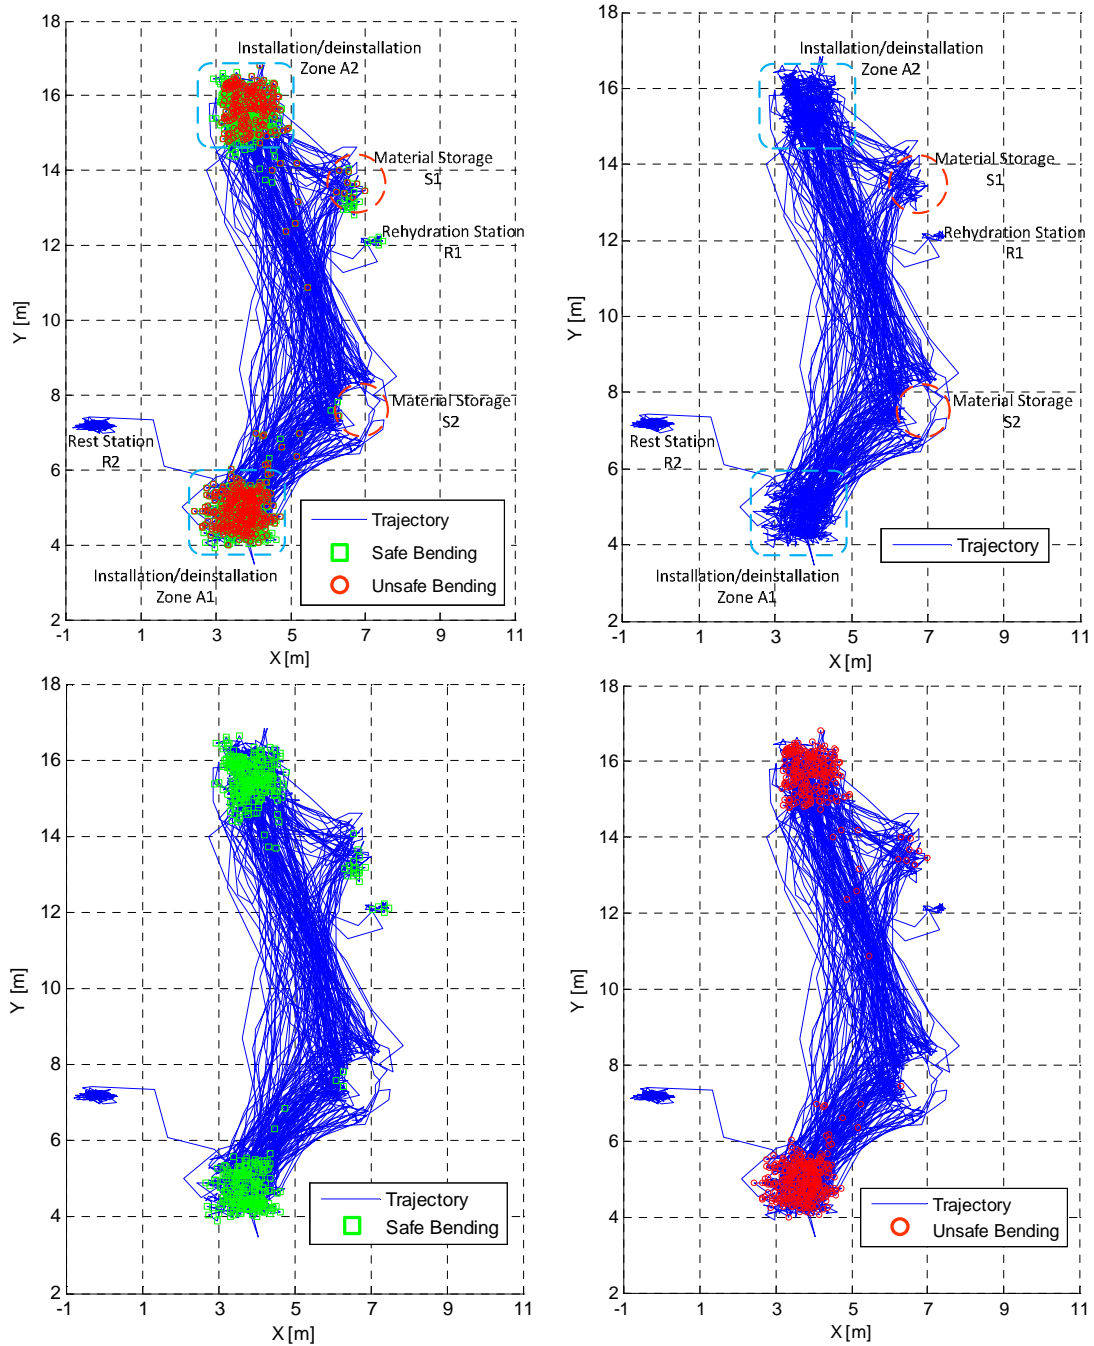 18
16
14
12
10
8
6
4
2
Y [m]
Installation/deinstallation
Zone A2
Material Storage
S1
Rehydration Station
R1
Material Storage
S2
Rest Station
R2
Trajectory
Safe Bending
Unsafe Bending
Installation/deinstallation
Zone A1
-1 1 3 5 7 9 11
X [m]
18
16
14
12
10
8
6
4
2
Y [m]
Installation/deinstallation
Zone A2
Material Storage
S1
Rehydration Station
R1
Material Storage
S2
Rest Station
R2
Trajectory
Installation/deinstallation
Zone A1
-1 1 3 5 7 9 11
X [m]
18
16
14
12
10
8
6
4
2
Y [m]
Trajectory
Safe Bending
-1 1 3 5 7 9 11
X [m]
18
16
14
12
10
8
6
4
2
Y [m]
Trajectory
Unsafe Bending
-1 1 3 5 7 9 11
X [m]